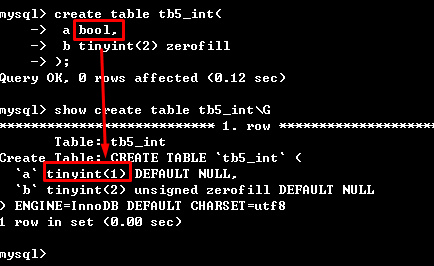 mysql> create table tb5_int(
    -> a bool,
    -> b tinyint(2) zerofill
    -> );
Query OK, 0 rows affected (0.12 sec)
mysql> show create table tb5_int\G
*************************** 1. row ***************************
       Table: tb5_int
Create Table: CREATE TABLE `tb5_int` (
  `a` tinyint(1) DEFAULT NULL,
  `b` tinyint(2) unsigned zerofill DEFAULT NULL
) ENGINE=InnoDB DEFAULT CHARSET=utf8
1 row in set (0.00 sec)
mysql>